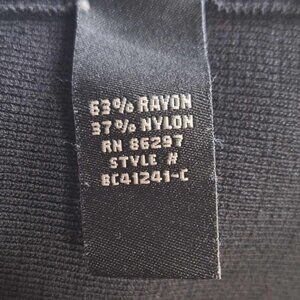 63% RAYON
37% NYLON
RN 86297
STYLE #
BC41241-C